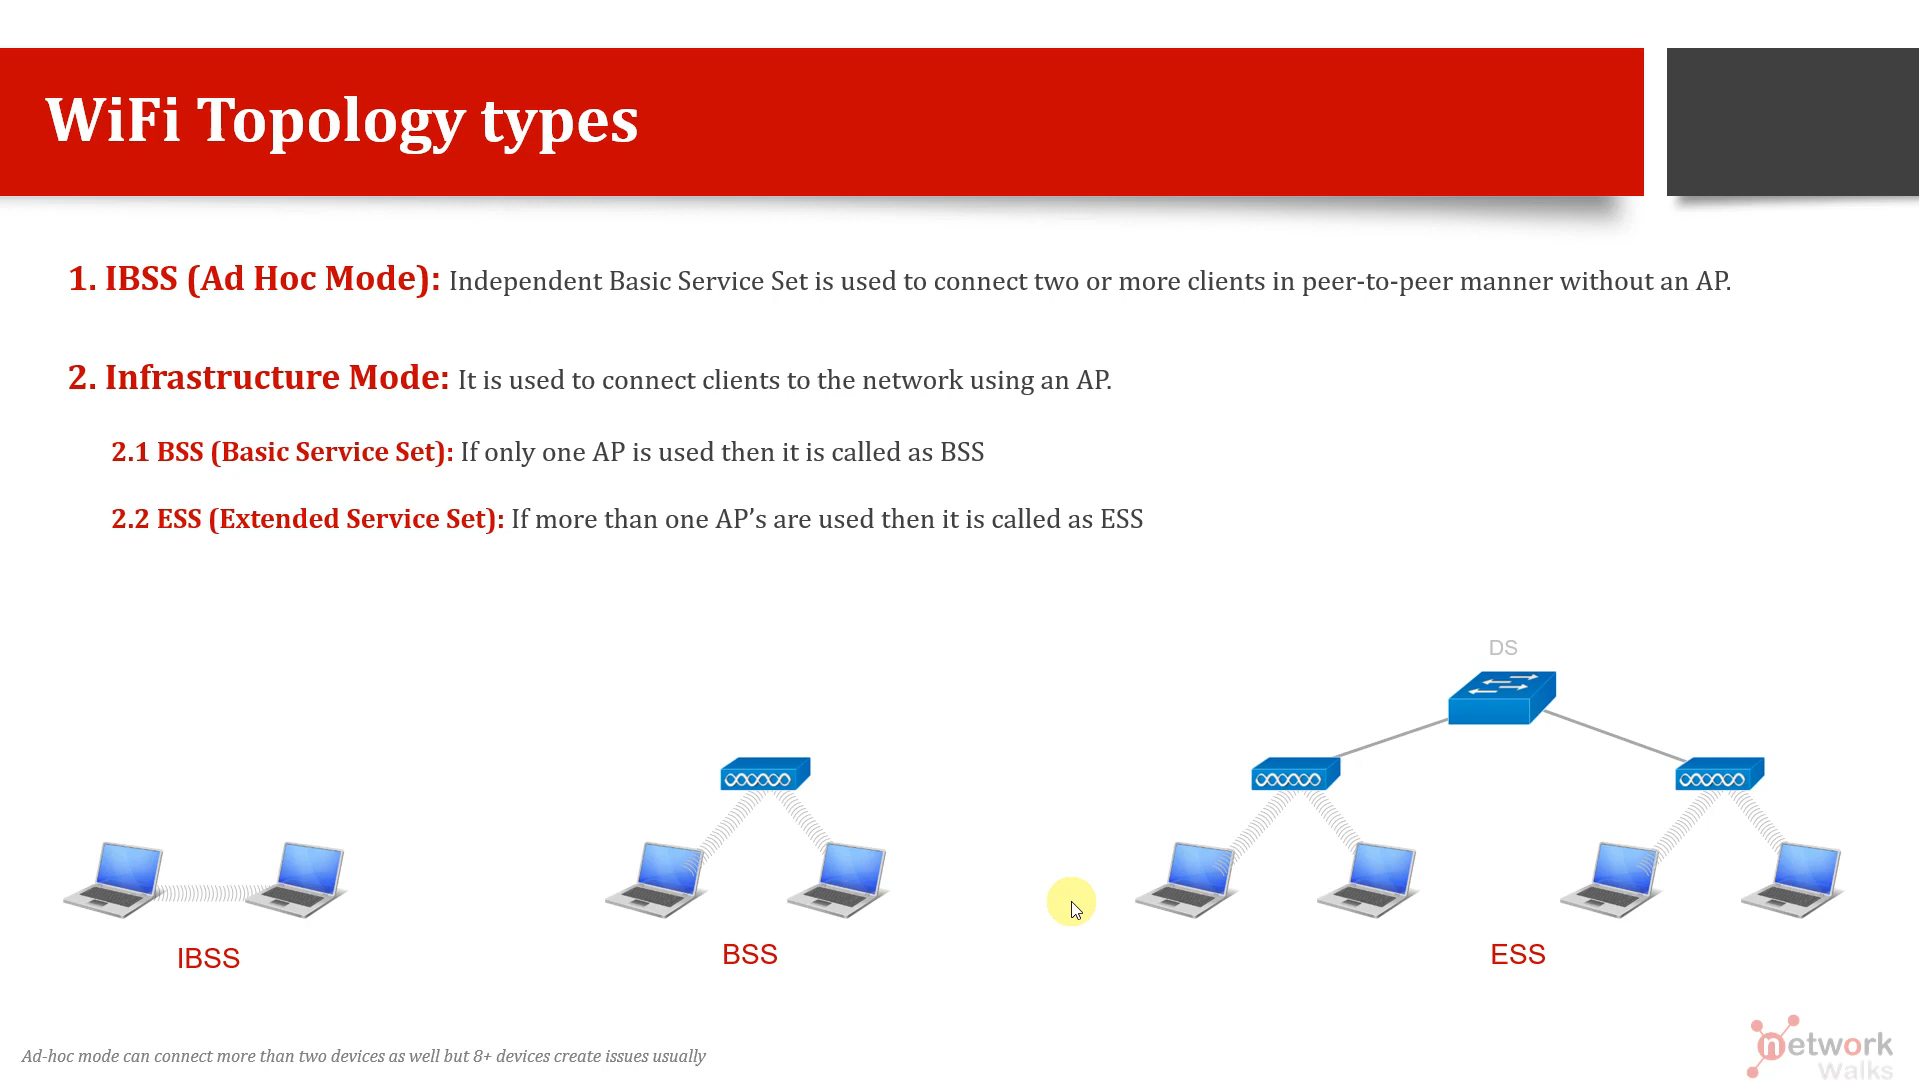 WiFi Topology types
1. IBSS (Ad Hoc Mode): Independent Basic Service Set is used to connect two or more clients in peer-to-peer manner without an AP.
2. Infrastructure Mode: It is used to connect clients to the network using an AP.
2.1 BSS (Basic Service Set): If only one AP is used then it is called as BSS
2.2 ESS (Extended Service Set): If more than one AP’s are used then it is called as ESS
DS
IBSS
BSS
ESS
Ad-hoc mode can connect more than two devices as well but 8+ devices create issues usually
network
Walks